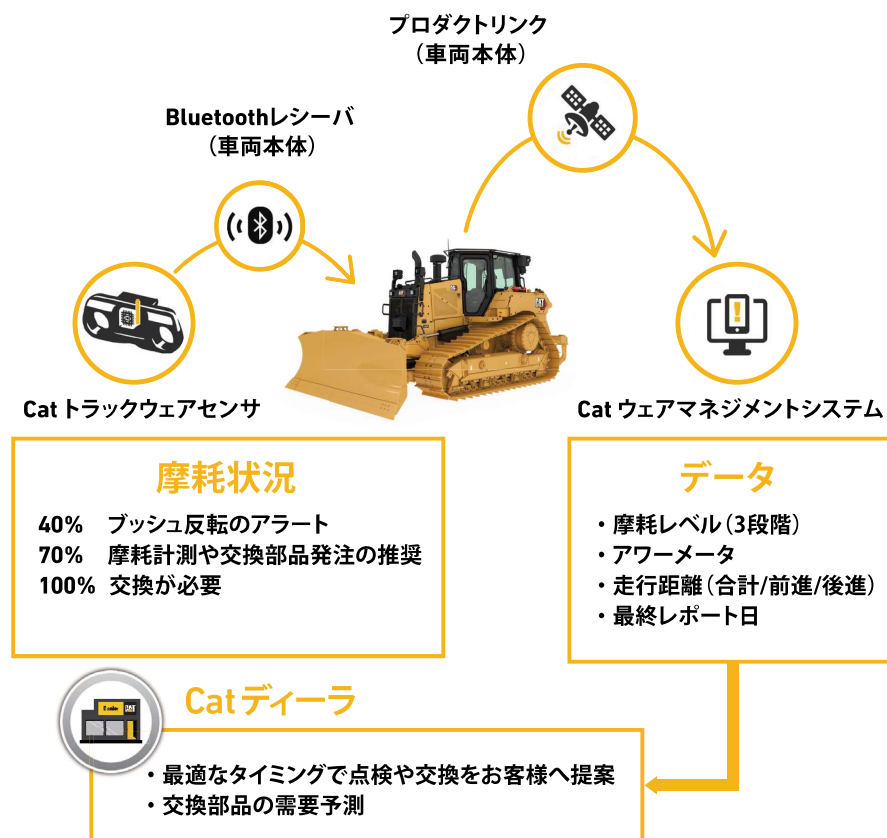 プロダクトリンク
（車両本体）
Bluetoothレシーバ
（車両本体）
Cat トラックウェアセンサ
Cat ウェアマネジメントシステム
摩耗状況
40% ブッシュ反転のアラート
70% 摩耗計測や交換部品発注の推奨
100% 交換が必要
データ
・摩耗レベル（3段階）
・アワーメータ
・走行距離（合計/前進/後進）
・最終レポート日
Cat ディーラ
・最適なタイミングで点検や交換をお客様へ提案
・交換部品の需要予測
CAT